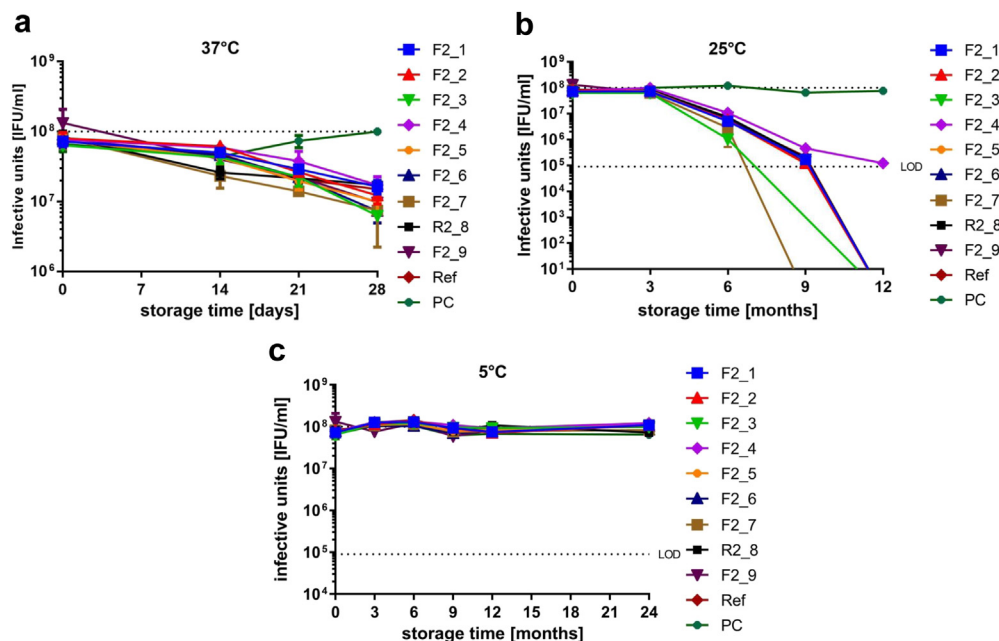 a
37°C
Infective units [IFU/ml]
10⁹
10⁸
10⁷
10⁶
0
7
14
21
28
storage time [days]
F2_1
F2_2
F2_3
F2_4
F2_5
F2_6
F2_7
R2_8
F2_9
Ref
PC
b
25°C
Infective units [IFU/ml]
10⁹
10⁸
10⁷
10⁶
10⁵
10⁴
10³
10²
10¹
LOD
0
3
6
9
12
storage time [months]
F2_1
F2_2
F2_3
F2_4
F2_5
F2_6
F2_7
R2_8
F2_9
Ref
PC
c
5°C
infective units [IFU/ml]
10⁹
10⁸
10⁷
10⁶
10⁵
10⁴
LOD
0
3
6
9
12
15
18
21
24
storage time [months]
F2_1
F2_2
F2_3
F2_4
F2_5
F2_6
F2_7
R2_8
F2_9
Ref
PC